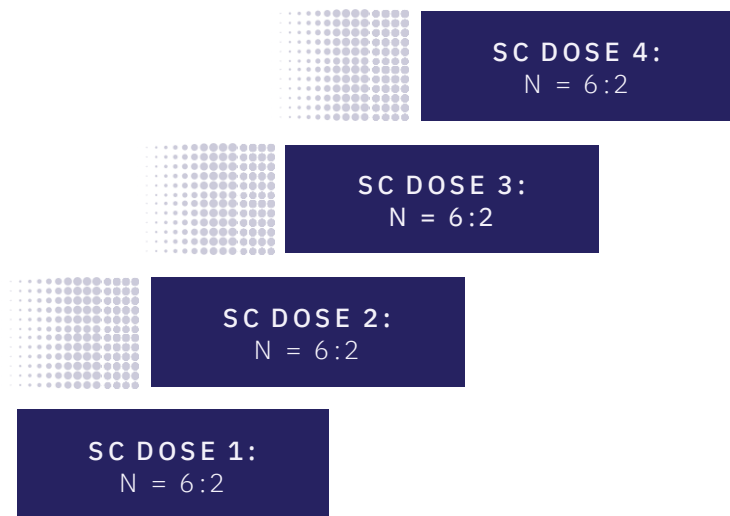 SC DOSE 4:
N = 6:2
SC DOSE 3:
N = 6:2
SC DOSE 2:
N = 6:2
SC DOSE 1:
N = 6:2